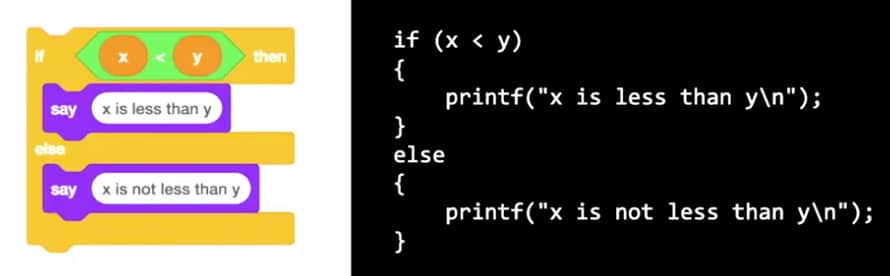 if x < y then
say x is less than y
else
say x is not less than y
if (x < y)
{
    printf("x is less than y\n");
}
else
{
    printf("x is not less than y\n");
}